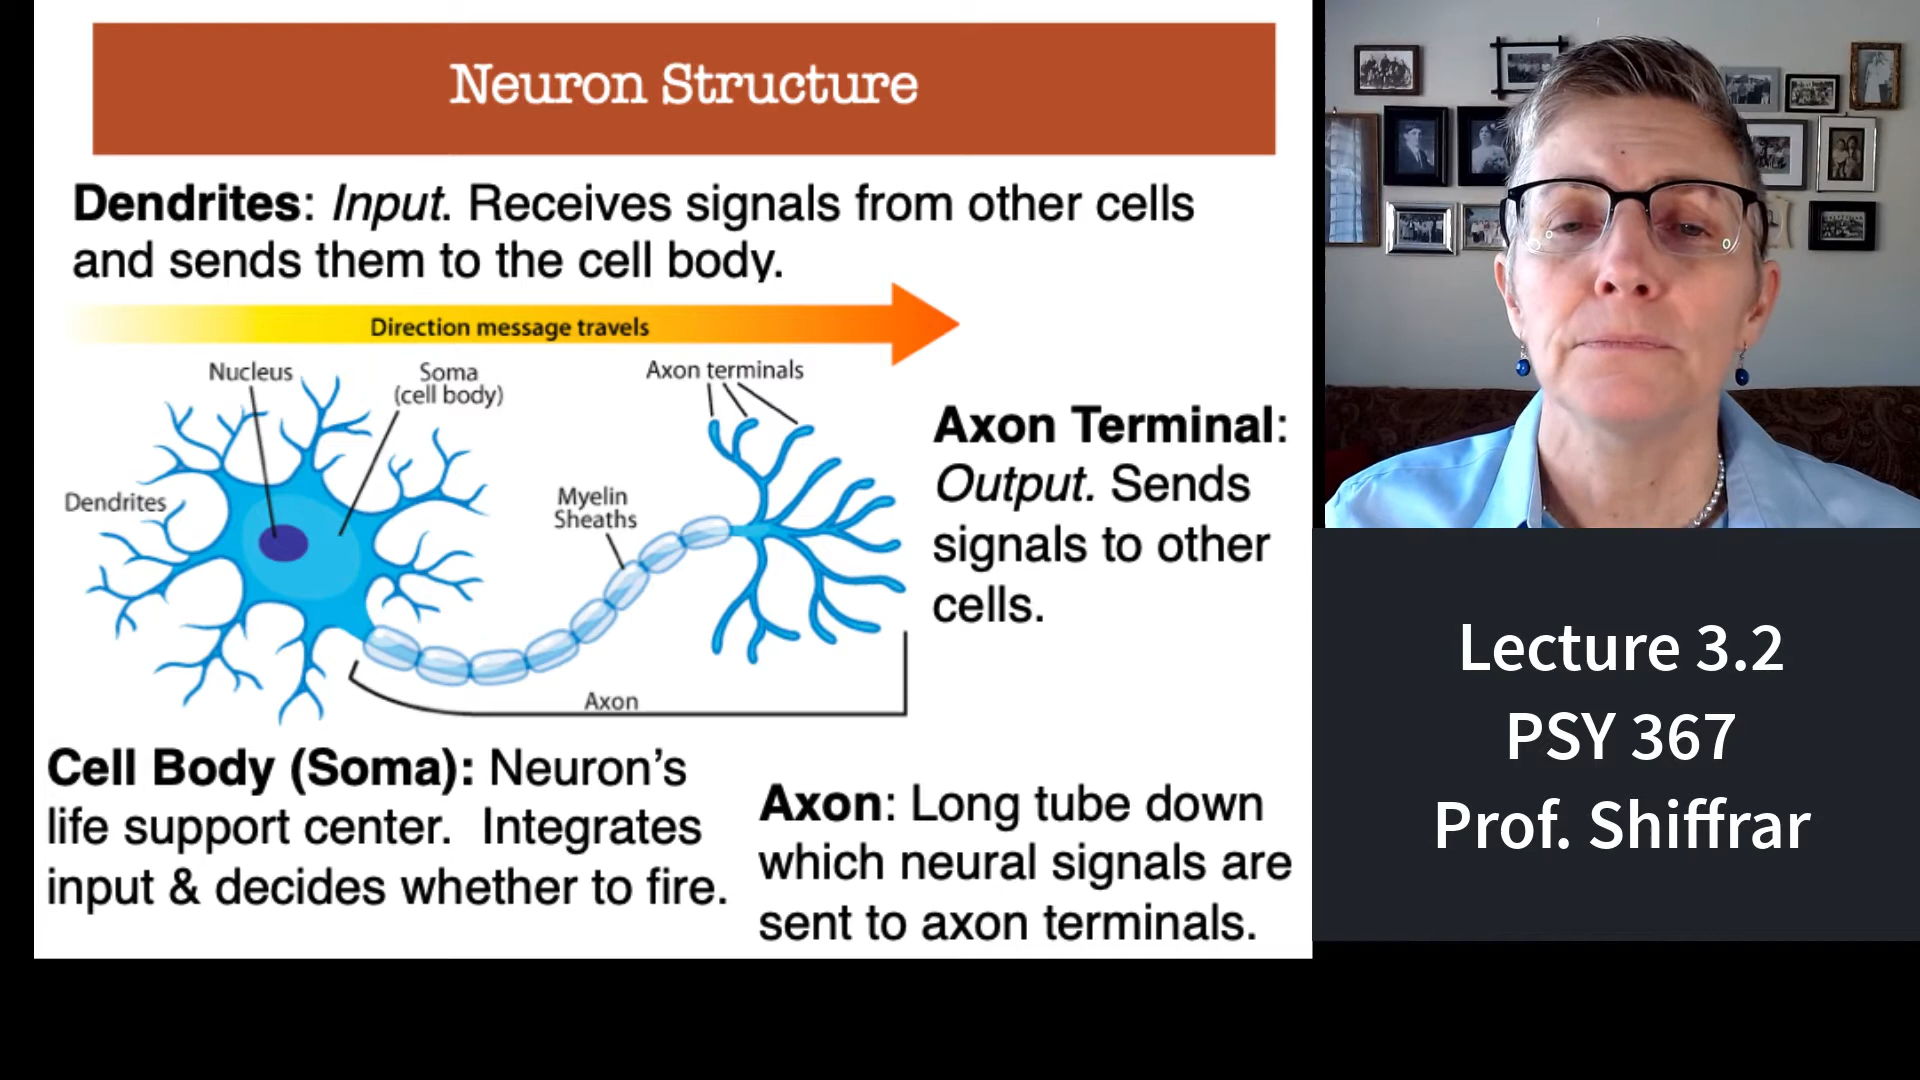 Neuron Structure
Dendrites: Input. Receives signals from other cells
and sends them to the cell body.
Direction message travels
Nucleus
Soma
(cell body)
Axon terminals
Dendrites
Myelin
Sheaths
Axon
Axon Terminal:
Output. Sends
signals to other
cells.
Cell Body (Soma): Neuron’s
life support center. Integrates
input & decides whether to fire.
Axon: Long tube down
which neural signals are
sent to axon terminals.
Lecture 3.2
PSY 367
Prof. Shiffrar